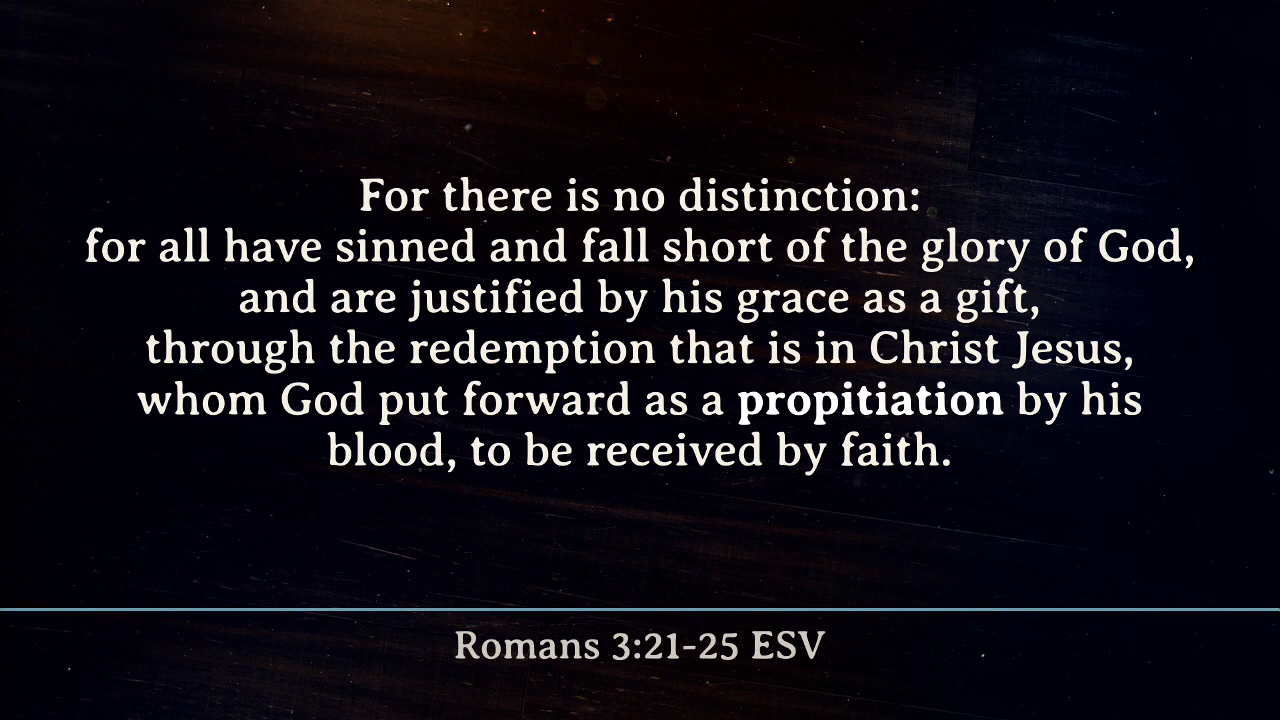 For there is no distinction:
for all have sinned and fall short of the glory of God,
and are justified by his grace as a gift,
through the redemption that is in Christ Jesus,
whom God put forward as a propitiation by his
blood, to be received by faith.
Romans 3:21-25 ESV